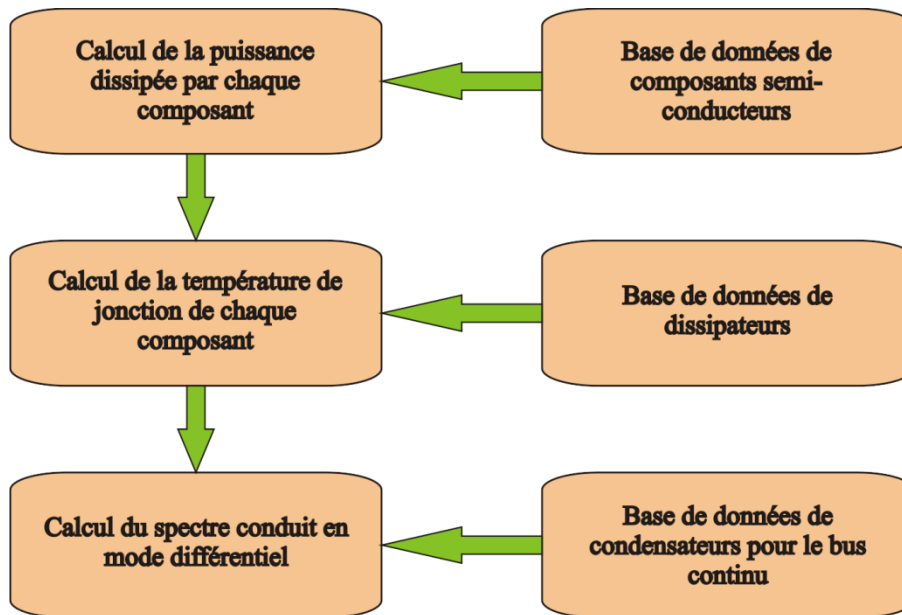 Calcul de la puissance
dissipée par chaque
composant
Base de données de
composants semi-
conducteurs
Calcul de la température de
jonction de chaque
composant
Base de données de
dissipateurs
Calcul du spectre conduit en
mode différentiel
Base de données de
condensateurs pour le bus
continu